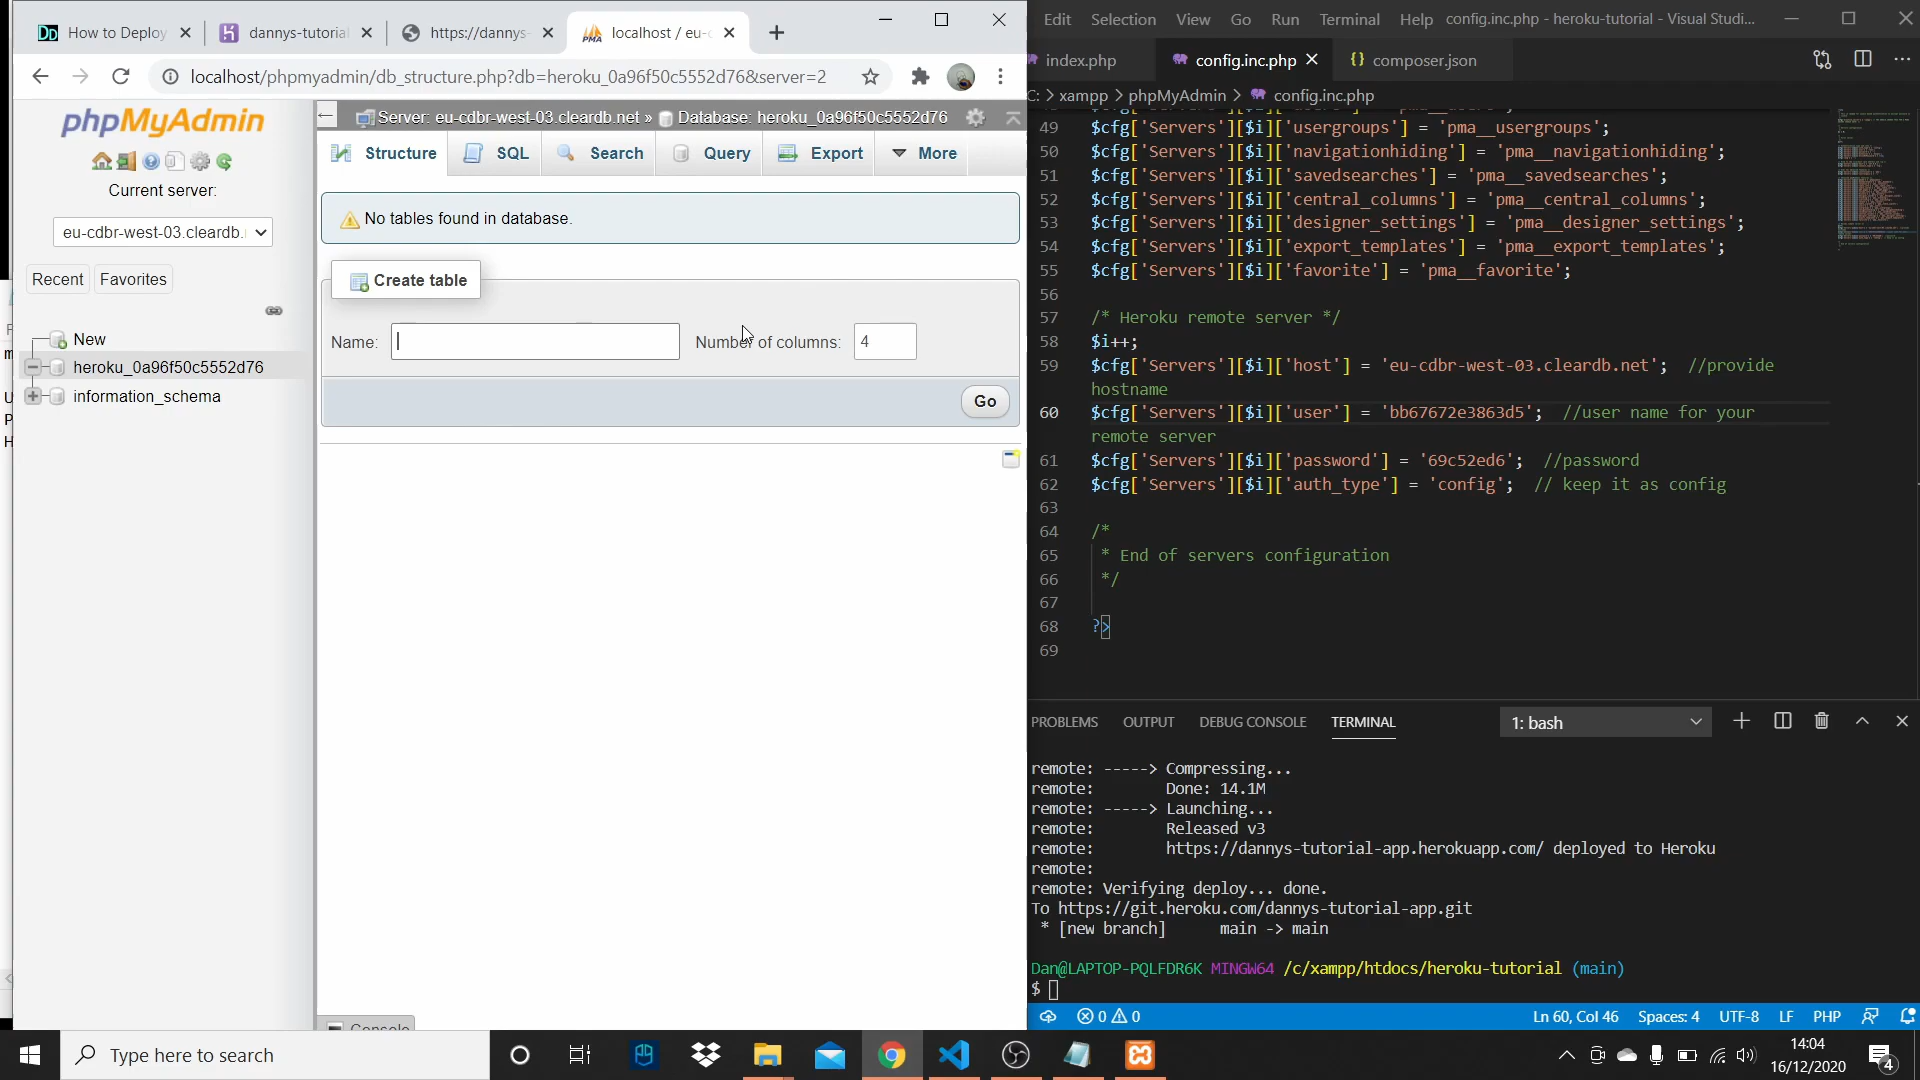 How to Deploy
dannys-tutorial
https://dannys-
localhost / eu-c
localhost/phpmyadmin/db_structure.php?db=heroku_0a96f50c5552d76&server=2
phpMyAdmin
Current server:
eu-cdbr-west-03.cleardb.
Recent
Favorites
New
heroku_0a96f50c5552d76
information_schema
Server: eu-cdbr-west-03.cleardb.net » Database: heroku_0a96f50c5552d76
Structure
SQL
Search
Query
Export
More
No tables found in database.
Create table
Name:
Number of columns:
4
Go
Console
Edit Selection View Go Run Terminal Help config.inc.php - heroku-tutorial - Visual Studi...
index.php
config.inc.php
composer.json
C: > xampp > phpMyAdmin > config.inc.php
49 $cfg['Servers'][$i]['usergroups'] = 'pma__usergroups';
50 $cfg['Servers'][$i]['navigationhiding'] = 'pma__navigationhiding';
51 $cfg['Servers'][$i]['savedsearches'] = 'pma__savedsearches';
52 $cfg['Servers'][$i]['central_columns'] = 'pma__central_columns';
53 $cfg['Servers'][$i]['designer_settings'] = 'pma__designer_settings';
54 $cfg['Servers'][$i]['export_templates'] = 'pma__export_templates';
55 $cfg['Servers'][$i]['favorite'] = 'pma__favorite';
56
57 /* Heroku remote server */
58 $i++;
59 $cfg['Servers'][$i]['host'] = 'eu-cdbr-west-03.cleardb.net'; //provide
hostname
60 $cfg['Servers'][$i]['user'] = 'bb67672e3863d5'; //user name for your
remote server
61 $cfg['Servers'][$i]['password'] = '69c52ed6'; //password
62 $cfg['Servers'][$i]['auth_type'] = 'config'; // keep it as config
63
64 /*
65 * End of servers configuration
66 */
67
68 ?>
69
PROBLEMS OUTPUT DEBUG CONSOLE TERMINAL
1: bash
remote: -----> Compressing...
remote: Done: 14.1M
remote: -----> Launching...
remote: Released v3
remote: https://dannys-tutorial-app.herokuapp.com/ deployed to Heroku
remote:
remote: Verifying deploy... done.
To https://git.heroku.com/dannys-tutorial-app.git
* [new branch] main -> main
Dan@LAPTOP-PQLFDR6K MINGW64 /c/xampp/htdocs/heroku-tutorial (main)
$
0 0
Ln 60, Col 46 Spaces: 4 UTF-8 LF PHP
Type here to search
14:04
16/12/2020
4